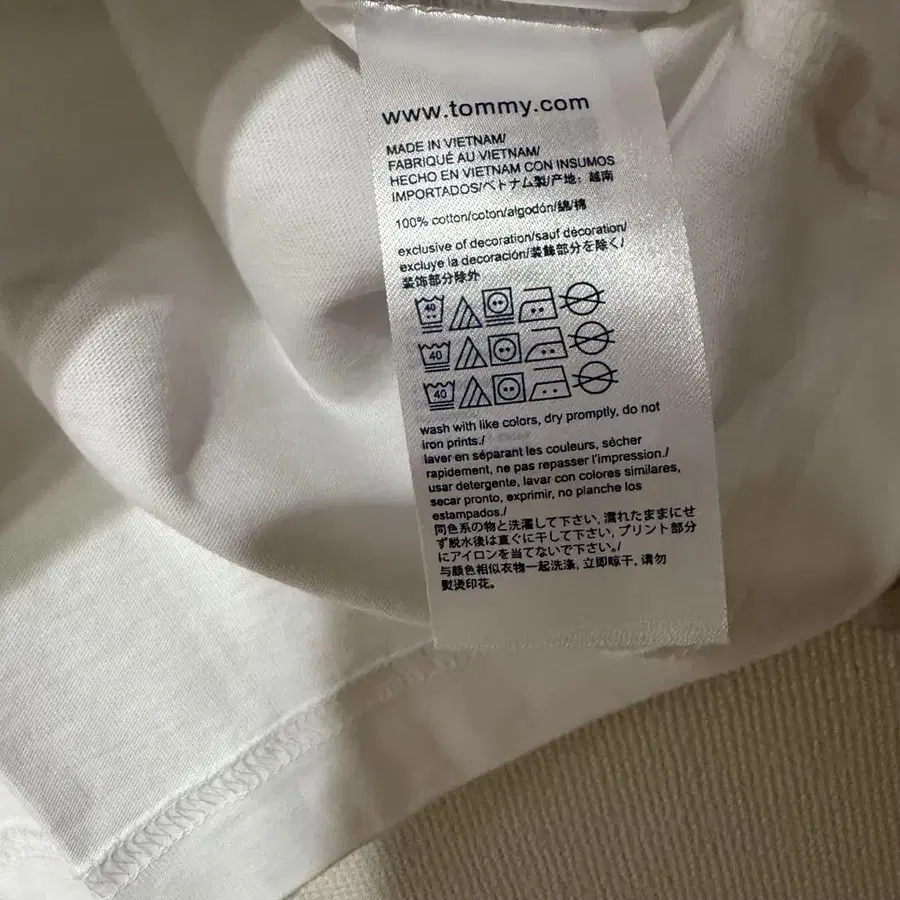 www.tommy.com
MADE IN VIETNAM/
FABRIQUÉ AU VIETNAM/
HECHO EN VIETNAM CON INSUMOS
IMPORTADOS/ベトナム製/产地：越南
100% cotton/coton/algodón/綿/棉
exclusive of decoration/sauf décoration/
excluye la decoración/装飾部分を除く/
装饰部分除外
40
40
40
wash with like colors, dry promptly, do not
iron prints./
laver en séparant les couleurs, sécher
rapidement, ne pas repasser l'impression./
usar detergente, lavar con colores similares,
secar pronto, exprimir, no planche los
estampados./
同色系の物と洗濯して下さい, 濡れたままにせ
ず脱水後は直ぐに干して下さい, プリント部分
にアイロンを当てないで下さい。/
与颜色相似衣物一起洗涤, 立即晾干, 请勿
熨烫印花。